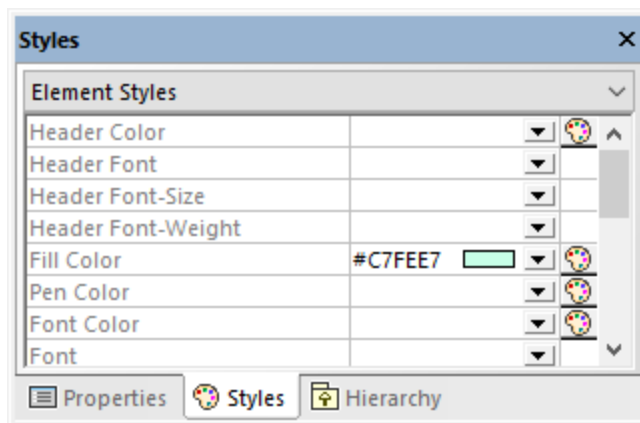 Styles
Element Styles
Header Color
Header Font
Header Font-Size
Header Font-Weight
Fill Color #C7FEE7
Pen Color
Font Color
Font
Properties Styles Hierarchy